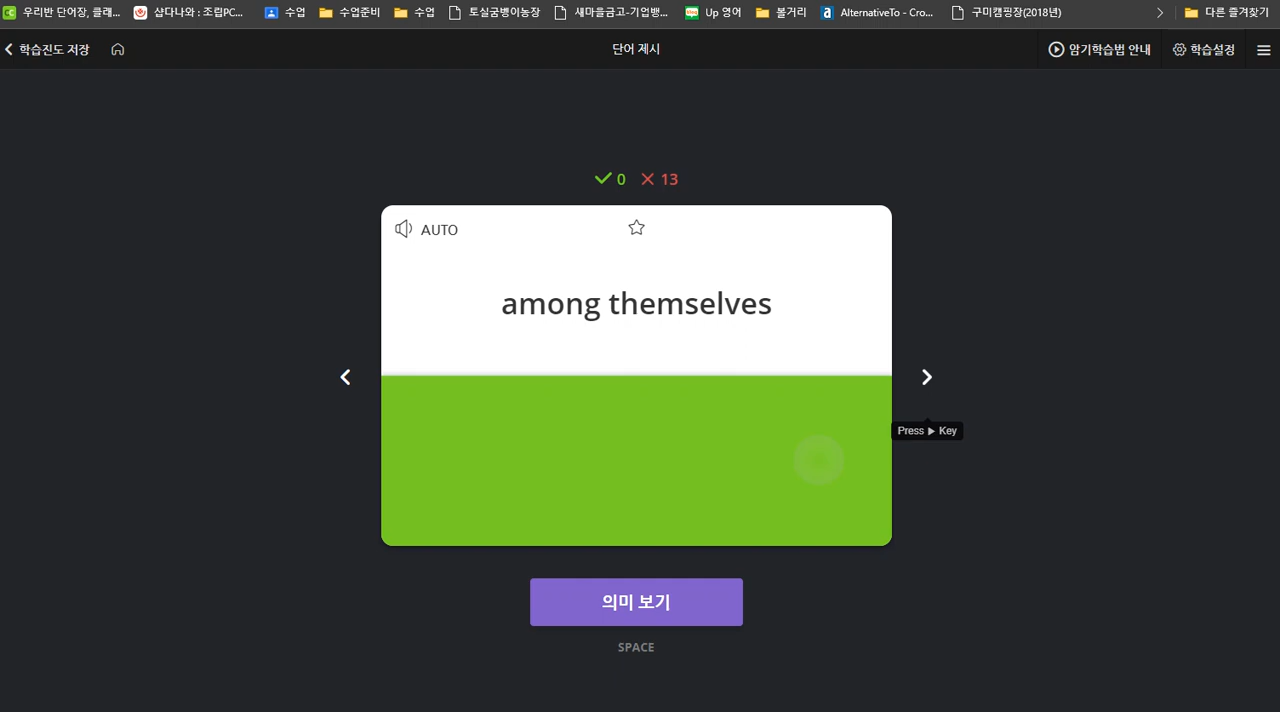 우리반 단어장, 클래... 샵다나와 : 조립PC... 수업 수업준비 수업 토실굼벵이농장 새마을금고-기업뱅... Up 영어 볼거리 AlternativeTo - Cro... 구미캠핑장(2018년) 다른 즐겨찾기
학습진도 저장 단어 제시 암기학습법 안내 학습설정
0 13
AUTO
among themselves
Press ▶ Key
의미 보기
SPACE